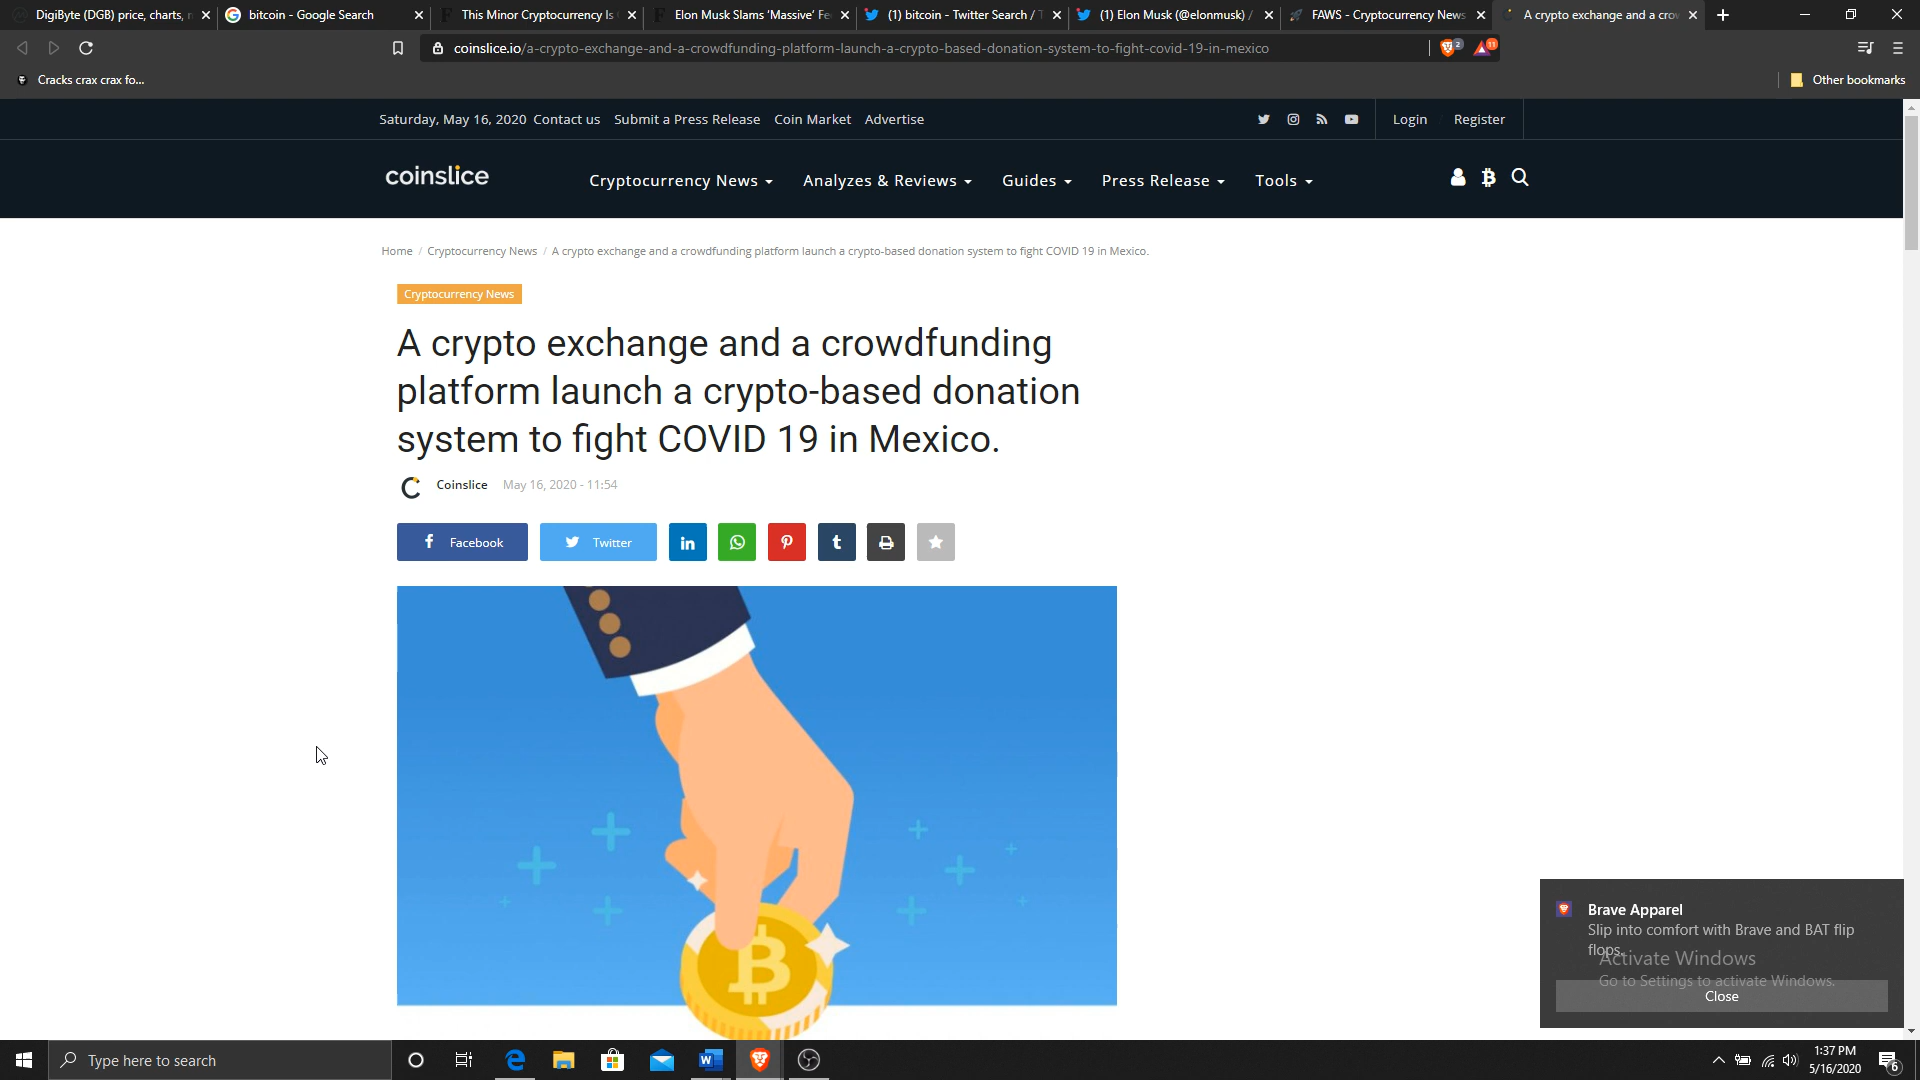 DigiByte (DGB) price, charts,
bitcoin - Google Search
This Minor Cryptocurrency Is
Elon Musk Slams 'Massive' Fe
(1) bitcoin - Twitter Search /
(1) Elon Musk (@elonmusk) /
FAWS - Cryptocurrency News
A crypto exchange and a crow
coinslice.io/a-crypto-exchange-and-a-crowdfunding-platform-launch-a-crypto-based-donation-system-to-fight-covid-19-in-mexico
2
11
Cracks crax crax fo...
Other bookmarks
Saturday, May 16, 2020 Contact us Submit a Press Release Coin Market Advertise
Login Register
coinslice
Cryptocurrency News Analyzes & Reviews Guides Press Release Tools
Home / Cryptocurrency News / A crypto exchange and a crowdfunding platform launch a crypto-based donation system to fight COVID 19 in Mexico.
Cryptocurrency News
A crypto exchange and a crowdfunding
platform launch a crypto-based donation
system to fight COVID 19 in Mexico.
Coinslice May 16, 2020 - 11:54
Facebook
Twitter
Brave Apparel
Slip into comfort with Brave and BAT flip
flops.
Activate Windows
Go to Settings to activate Windows.
Close
Type here to search
1:37 PM
5/16/2020
6